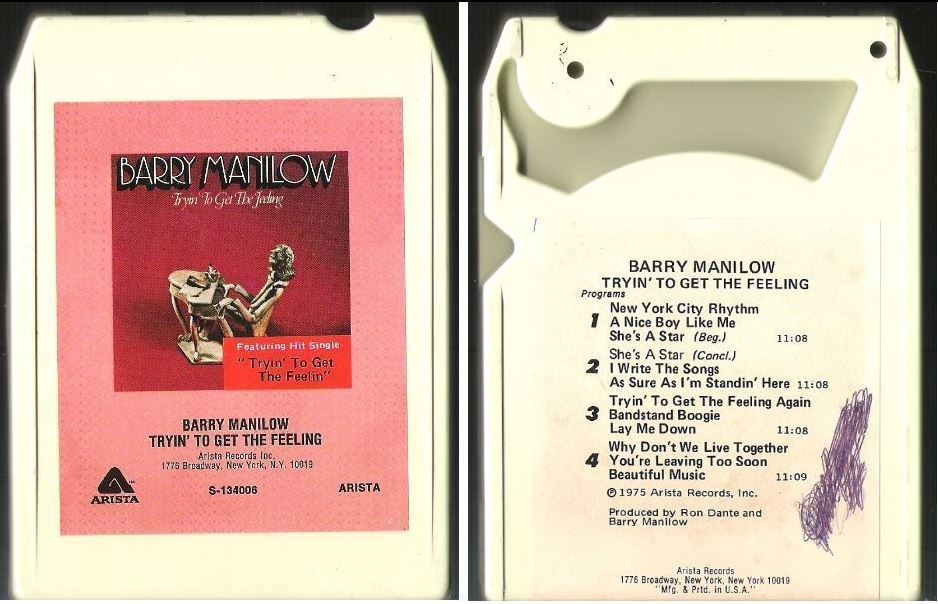 BARRY MANILOW
Tryin' To Get The Feeling
Featuring Hit Single
"Tryin' To Get
The Feelin"
BARRY MANILOW
TRYIN' TO GET THE FEELING
Arista Records Inc.
1776 Broadway, New York, N.Y. 10019
ARISTA
S-134006
ARISTA
BARRY MANILOW
TRYIN' TO GET THE FEELING
Programs
1 New York City Rhythm
A Nice Boy Like Me
She's A Star (Beg.) 11:08
2 She's A Star (Concl.)
I Write The Songs
As Sure As I'm Standin' Here 11:08
3 Tryin' To Get The Feeling Again
Bandstand Boogie
Lay Me Down 11:08
4 Why Don't We Live Together
You're Leaving Too Soon
Beautiful Music 11:09
℗ 1975 Arista Records, Inc.
Produced by Ron Dante and
Barry Manilow
Arista Records
1776 Broadway, New York, New York 10019
"Mfg. & Prtd. in U.S.A."